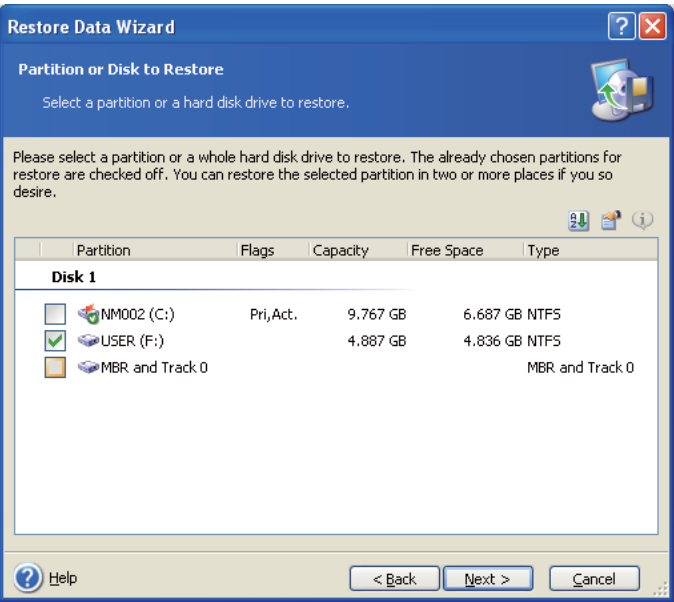 Restore Data Wizard
Partition or Disk to Restore
Select a partition or a hard disk drive to restore.
Please select a partition or a whole hard disk drive to restore. The already chosen partitions for
restore are checked off. You can restore the selected partition in two or more places if you so
desire.
Partition Flags Capacity Free Space Type
Disk 1
NM002 (C:) Pri,Act. 9.767 GB 6.687 GB NTFS
USER (F:) 4.887 GB 4.836 GB NTFS
MBR and Track 0 MBR and Track 0
Help < Back Next > Cancel